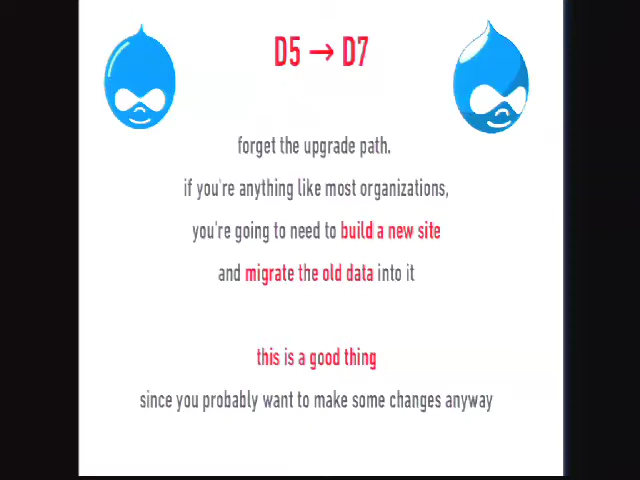 D5 → D7
forget the upgrade path.
if you're anything like most organizations,
you're going to need to build a new site
and migrate the old data into it
this is a good thing
since you probably want to make some changes anyway